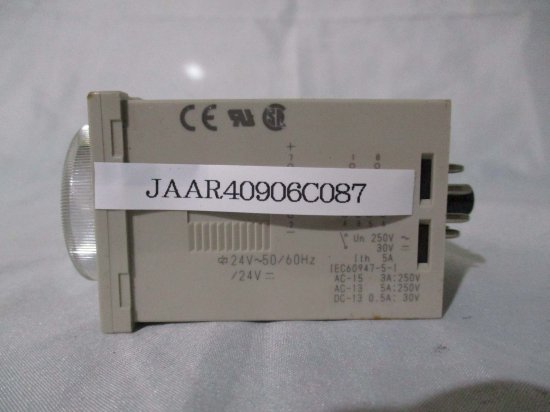 CE
JAAR40906C087
Un 250V ~
30V ⎓
Ith 5A
24V~50/60Hz
/24V ⎓
IEC60947-5-1
AC-15 3A:250V
AC-13 5A:250V
DC-13 0.5A: 30V